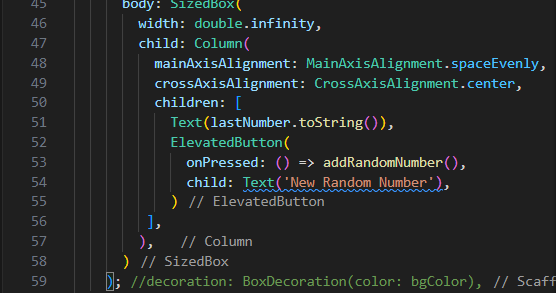 45 body: SizedBox(
46 width: double.infinity,
47 child: Column(
48 mainAxisAlignment: MainAxisAlignment.spaceEvenly,
49 crossAxisAlignment: CrossAxisAlignment.center,
50 children: [
51 Text(lastNumber.toString()),
52 ElevatedButton(
53 onPressed: () => addRandomNumber(),
54 child: Text('New Random Number'),
55 ) // ElevatedButton
56 ],
57 ), // Column
58 ) // SizedBox
59 ); //decoration: BoxDecoration(color: bgColor), // Scaff